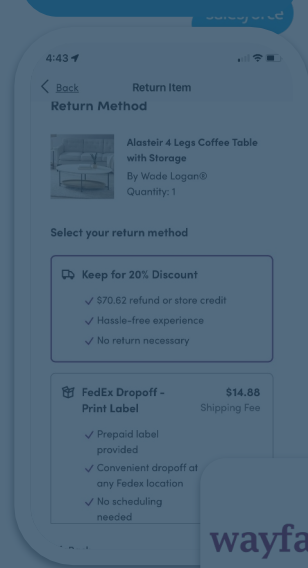 salesforce
4:43
Back Return Item
Return Method
Alasteir 4 Legs Coffee Table
with Storage
By Wade Logan®
Quantity: 1
Select your return method
Keep for 20% Discount
✓ $70.62 refund or store credit
✓ Hassle-free experience
✓ No return necessary
FedEx Dropoff - $14.88
Print Label Shipping Fee
✓ Prepaid label
provided
✓ Convenient dropoff at
any Fedex location
✓ No scheduling
needed
wayfa